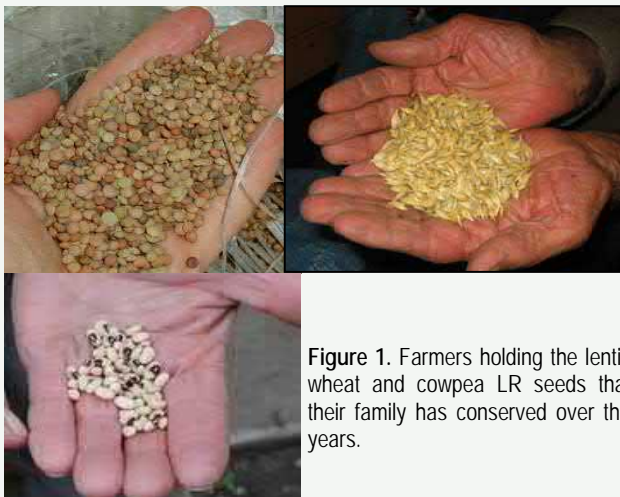 Figure 1. Farmers holding the lenti
wheat and cowpea LR seeds tha
their family has conserved over th
years.